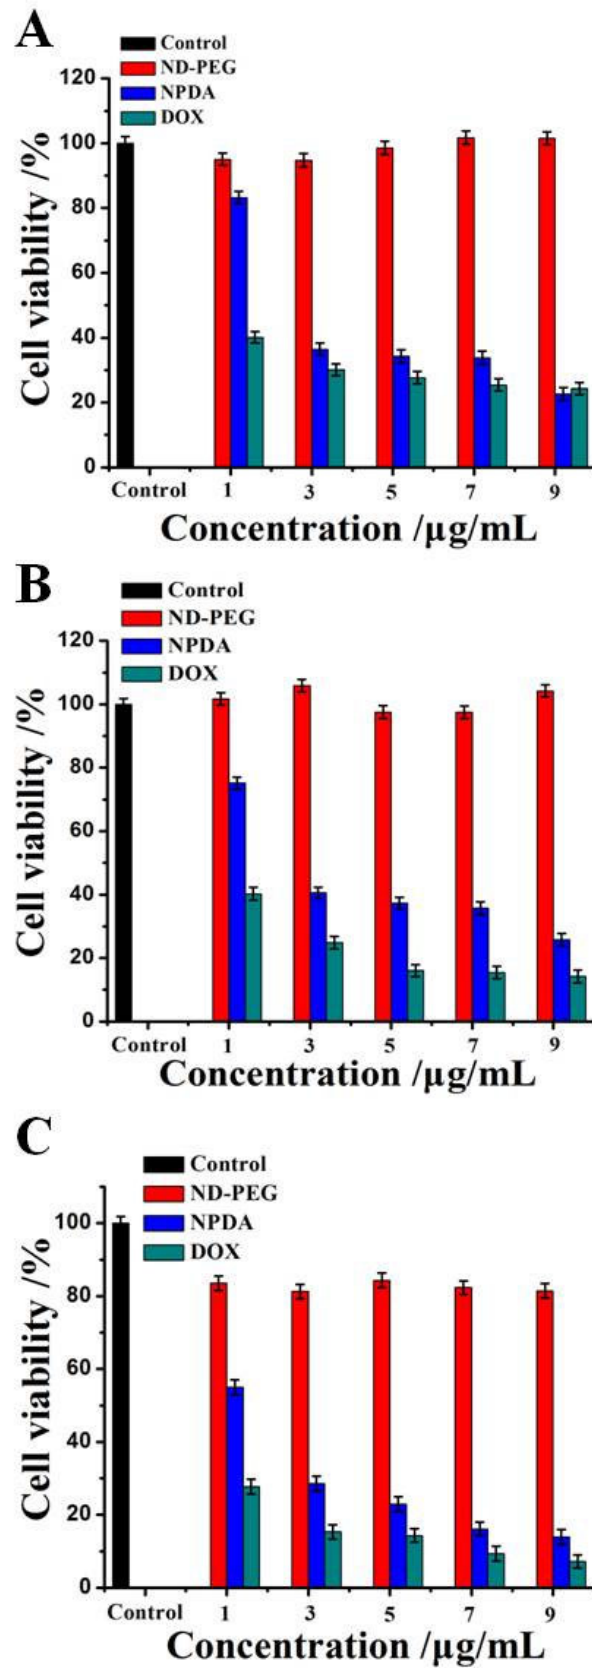 A
Control
ND-PEG
NPDA
DOX
120
100
80
60
40
20
0
Cell viability /%
Control 1 3 5 7 9
Concentration /µg/mL
B
Control
ND-PEG
NPDA
DOX
120
100
80
60
40
20
0
Cell viability /%
Control 1 3 5 7 9
Concentration /µg/mL
C
Control
ND-PEG
NPDA
DOX
100
80
60
40
20
0
Cell viability /%
Control 1 3 5 7 9
Concentration /µg/mL